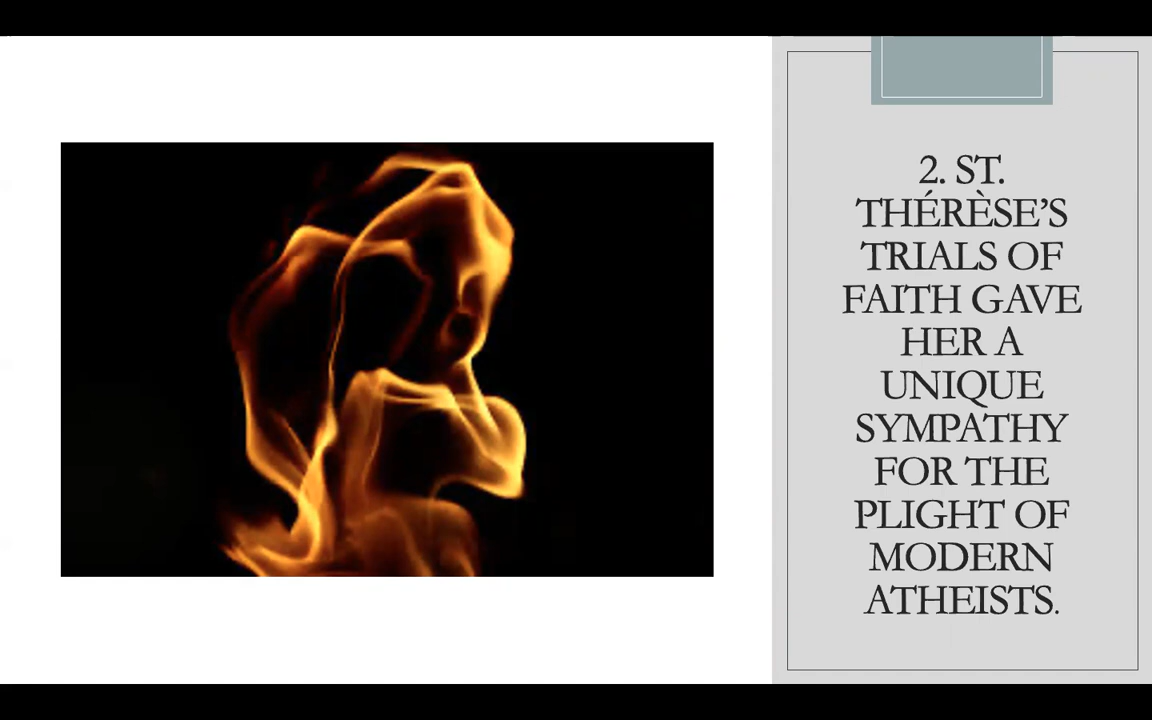 2. ST.
THÉRÈSE’S
TRIALS OF
FAITH GAVE
HER A
UNIQUE
SYMPATHY
FOR THE
PLIGHT OF
MODERN
ATHEISTS.